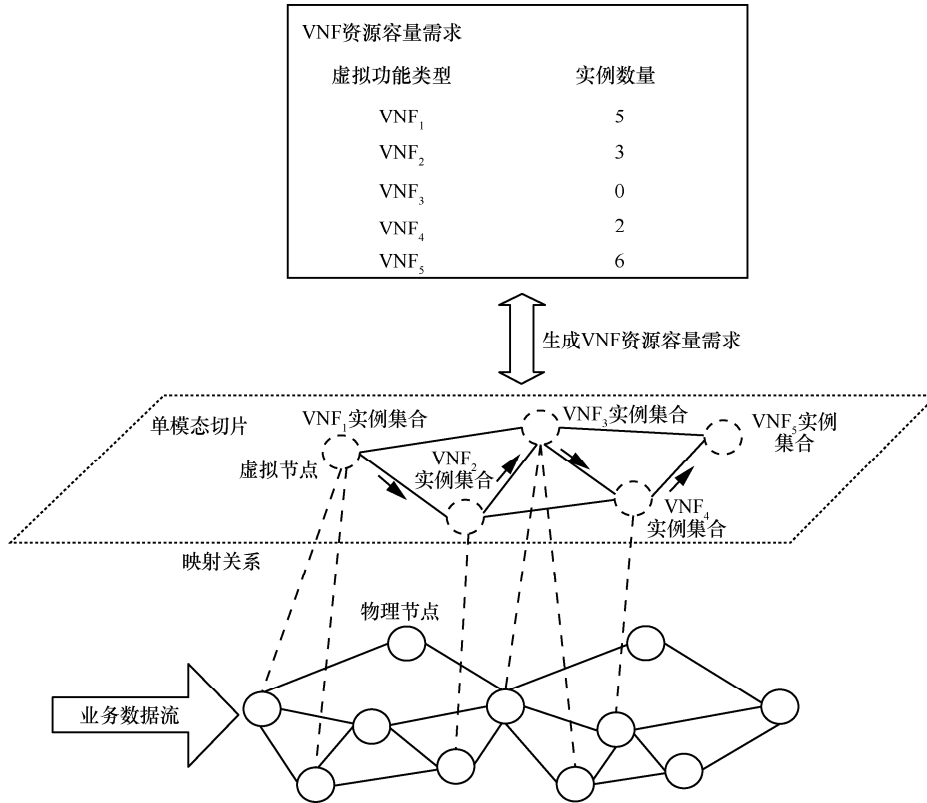 VNF资源容量需求
虚拟功能类型 实例数量
VNF₁ 5
VNF₂ 3
VNF₃ 0
VNF₄ 2
VNF₅ 6
生成VNF资源容量需求
单模态切片
VNF₁实例集合
VNF₃实例集合
VNF₅实例
集合
虚拟节点
VNF₂
实例集合
VNF₄
实例集合
映射关系
物理节点
业务数据流